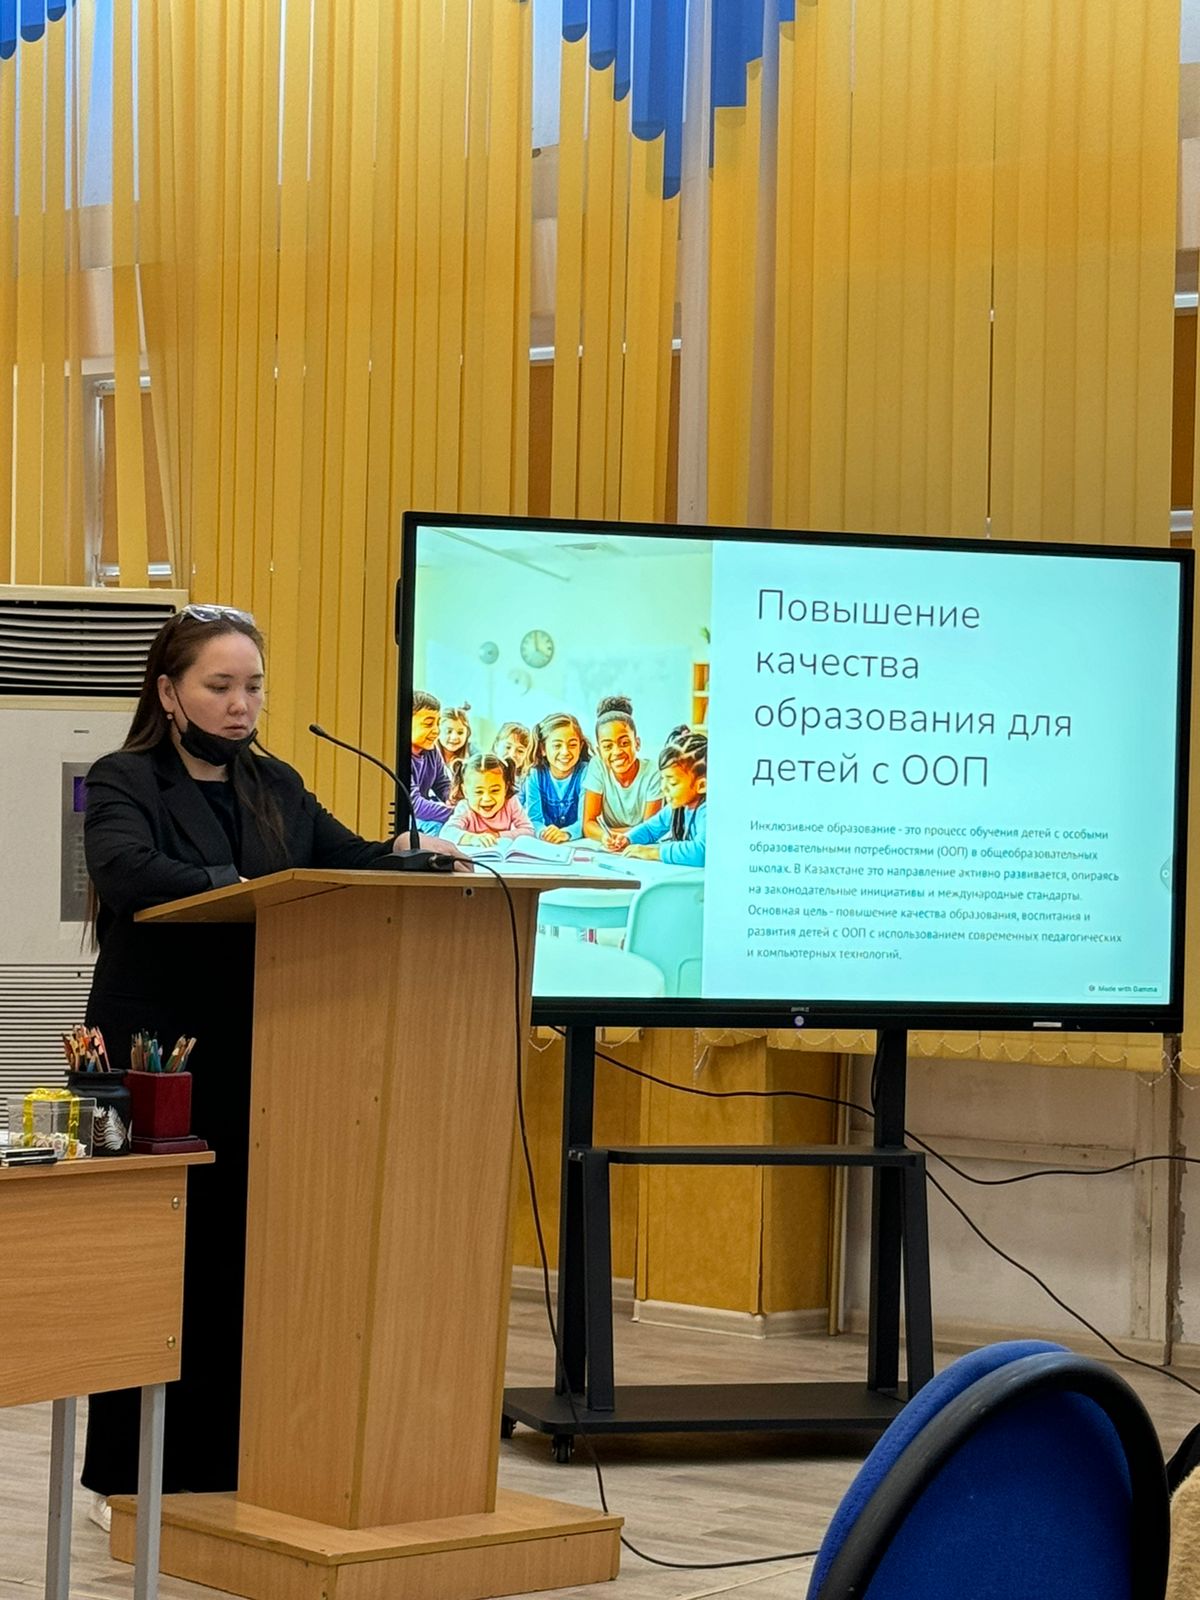 Повышение
качества
образования для
детей с ООП
Инклюзивное образование - это процесс обучения детей с особыми
образовательными потребностями (ООП) в общеобразовательных
школах. В Казахстане это направление активно развивается, опираясь
на законодательные инициативы и международные стандарты.
Основная цель - повышение качества образования, воспитания и
развития детей с ООП с использованием современных педагогических
и компьютерных технологий.
Made with Gamma